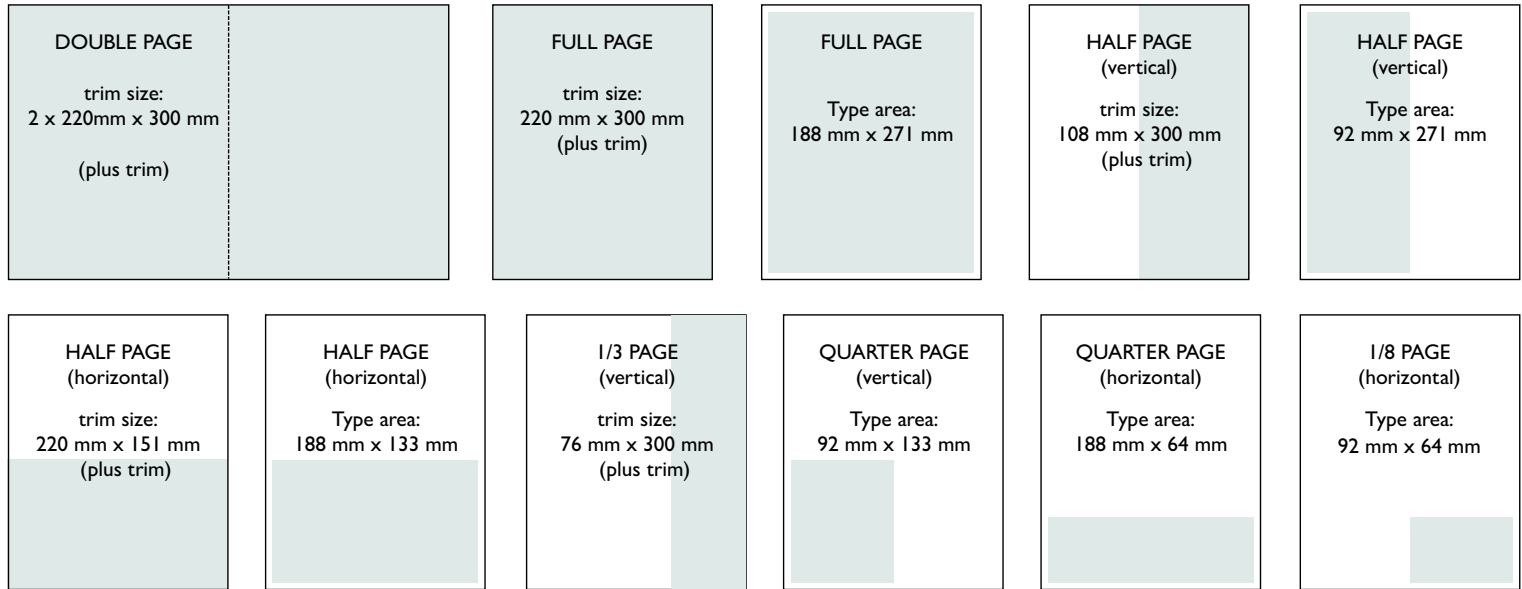 DOUBLE PAGE
trim size:
2 x 220mm x 300 mm
(plus trim)
FULL PAGE
trim size:
220 mm x 300 mm
(plus trim)
FULL PAGE
Type area:
188 mm x 271 mm
HALF PAGE
(vertical)
trim size:
108 mm x 300 mm
(plus trim)
HALF PAGE
(vertical)
Type area:
92 mm x 271 mm
HALF PAGE
(horizontal)
trim size:
220 mm x 151 mm
(plus trim)
HALF PAGE
(horizontal)
Type area:
188 mm x 133 mm
1/3 PAGE
(vertical)
trim size:
76 mm x 300 mm
(plus trim)
QUARTER PAGE
(vertical)
Type area:
92 mm x 133 mm
QUARTER PAGE
(horizontal)
Type area:
188 mm x 64 mm
1/8 PAGE
(horizontal)
Type area:
92 mm x 64 mm